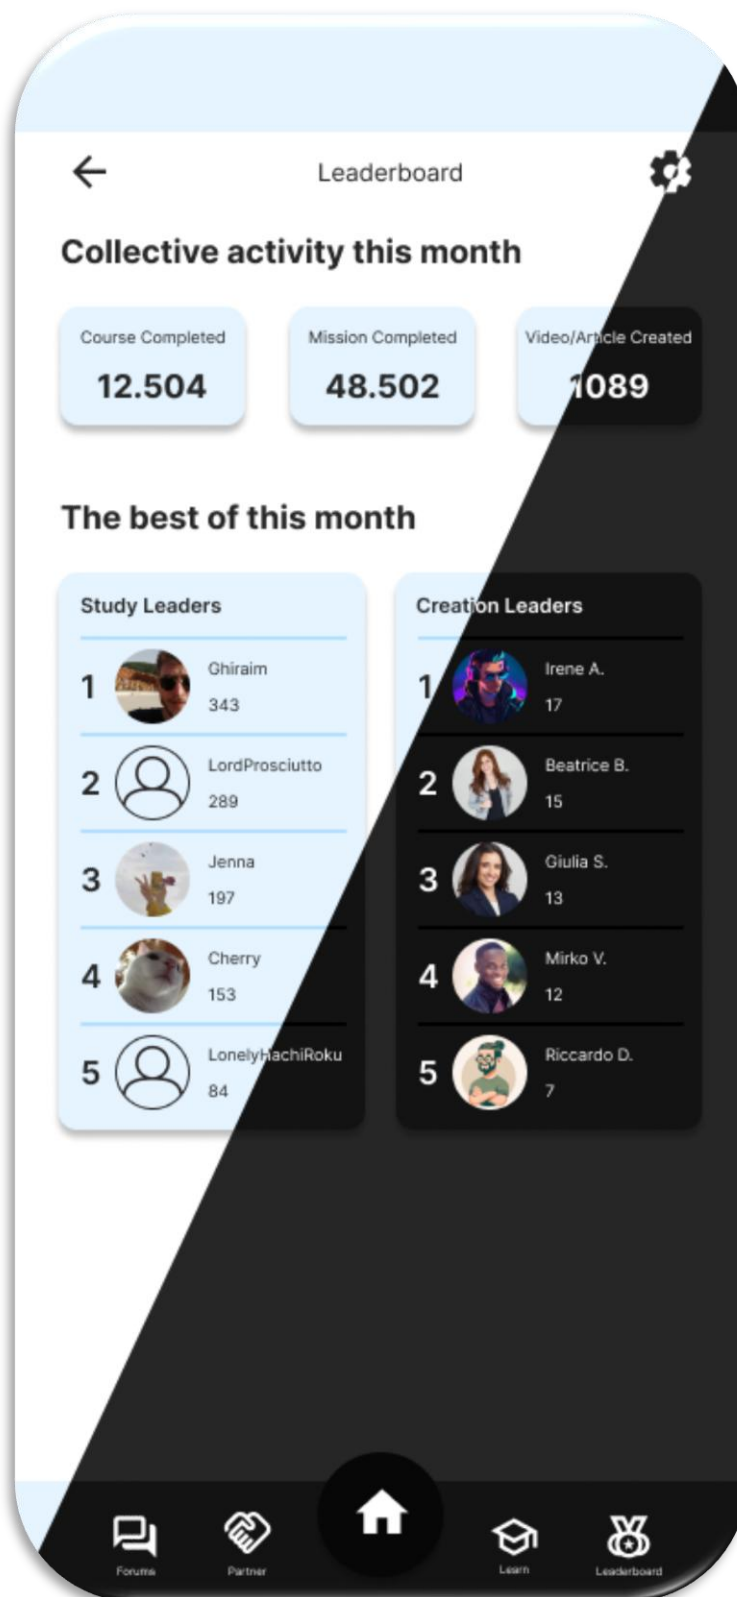 Leaderboard
Collective activity this month
Course Completed
12.504
Mission Completed
48.502
Video/Article Created
1089
The best of this month
Study Leaders
1
Ghiraim
343
2
LordProsciutto
289
3
Jenna
197
4
Cherry
153
5
LonelyHachiRoku
84
Creation Leaders
1
Irene A.
17
2
Beatrice B.
15
3
Giulia S.
13
4
Mirko V.
12
5
Riccardo D.
7
Forums
Partner
Learn
Leaderboard